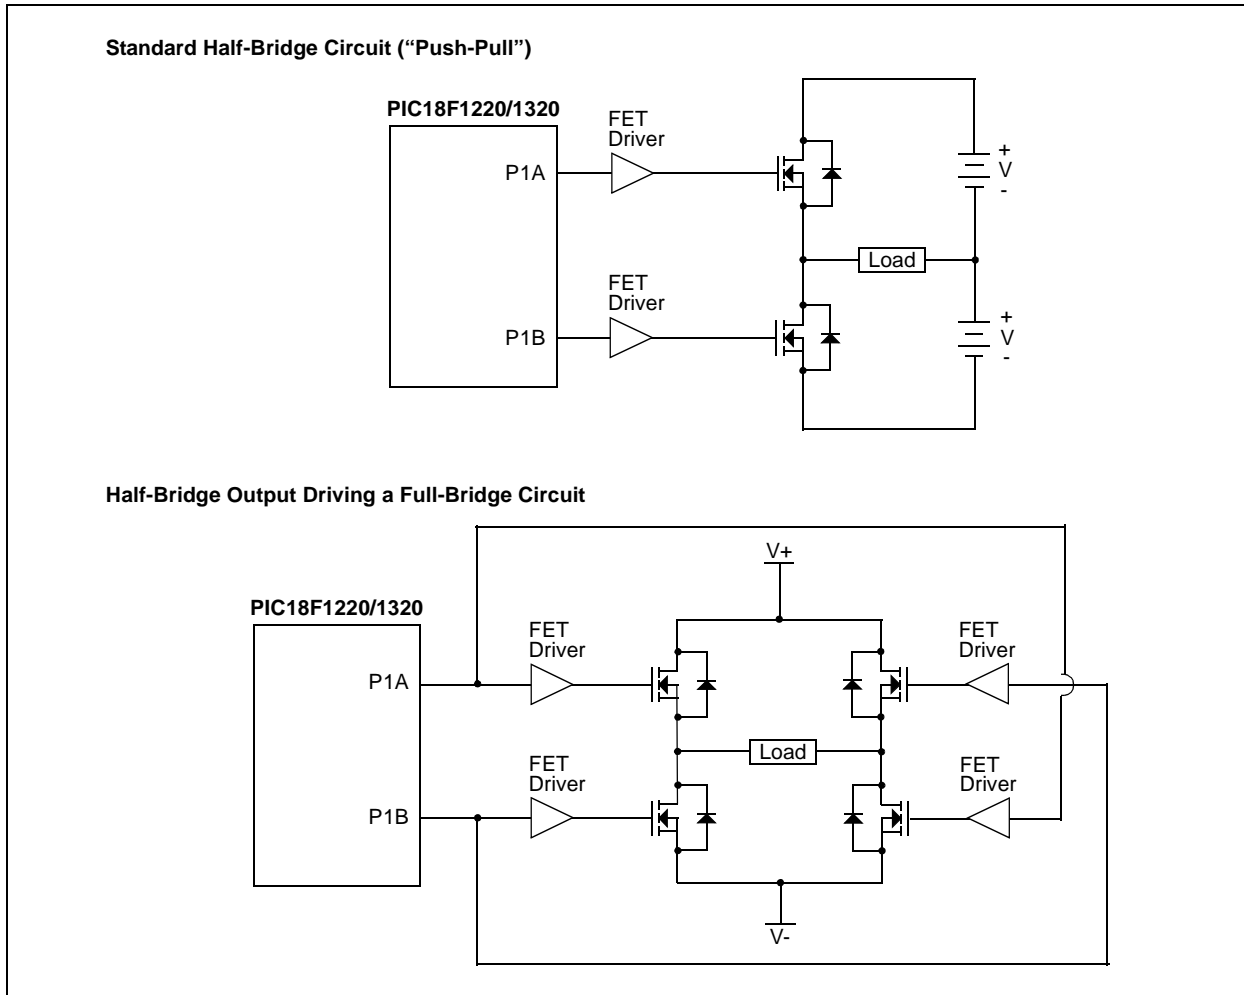 Standard Half-Bridge Circuit (“Push-Pull”)
PIC18F1220/1320
FET
Driver
P1A
+
V
-
Load
FET
Driver
P1B
+
V
-
Half-Bridge Output Driving a Full-Bridge Circuit
V+
PIC18F1220/1320
FET
Driver
FET
Driver
P1A
Load
FET
Driver
FET
Driver
P1B
V-